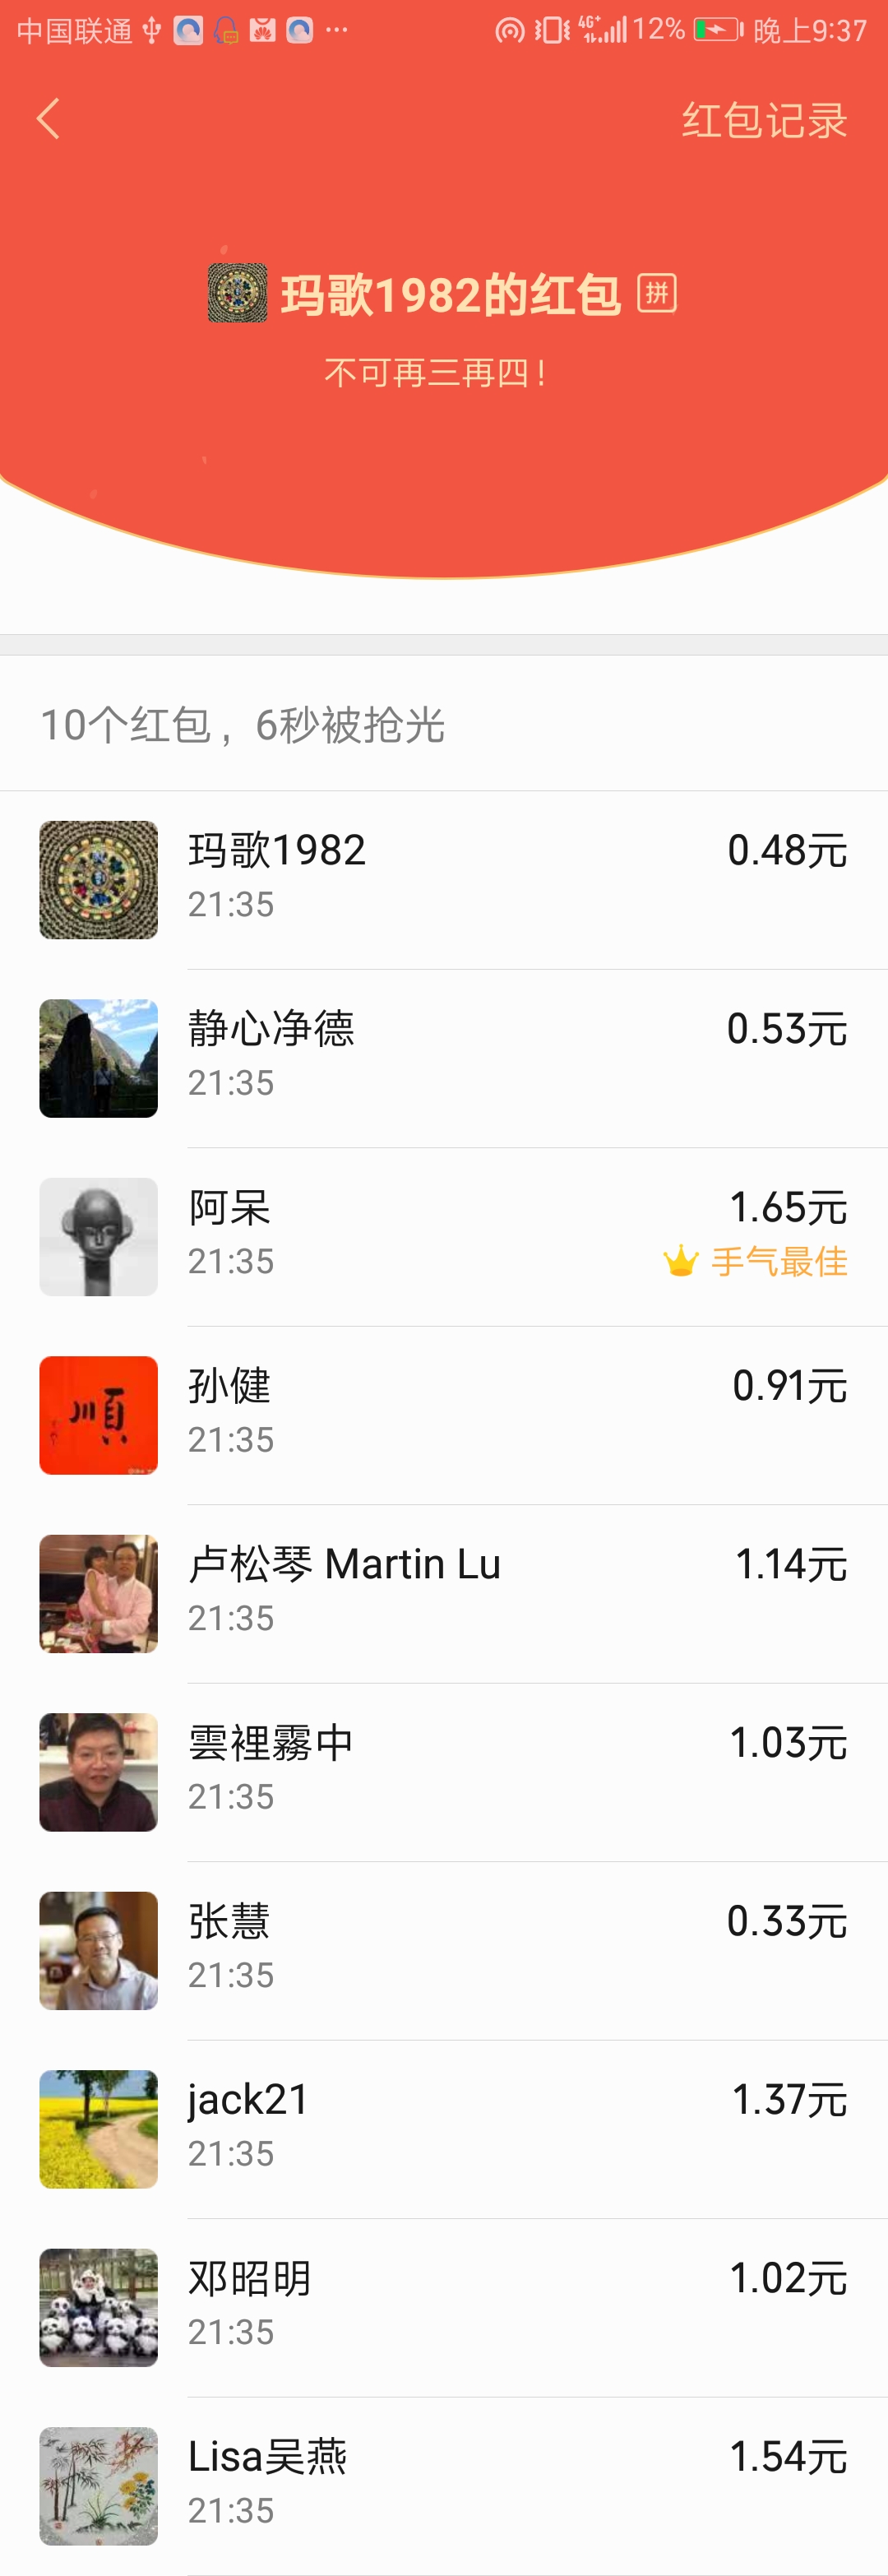 中国联通 ··· 4G+ 12% 晚上9:37
红包记录
玛歌1982的红包 拼
不可再三再四！
10个红包，6秒被抢光
玛歌1982 0.48元
21:35
静心净德 0.53元
21:35
阿呆 1.65元
21:35 手气最佳
順
孙健 0.91元
21:35
卢松琴 Martin Lu 1.14元
21:35
雲裡霧中 1.03元
21:35
张慧 0.33元
21:35
jack21 1.37元
21:35
邓昭明 1.02元
21:35
Lisa吴燕 1.54元
21:35